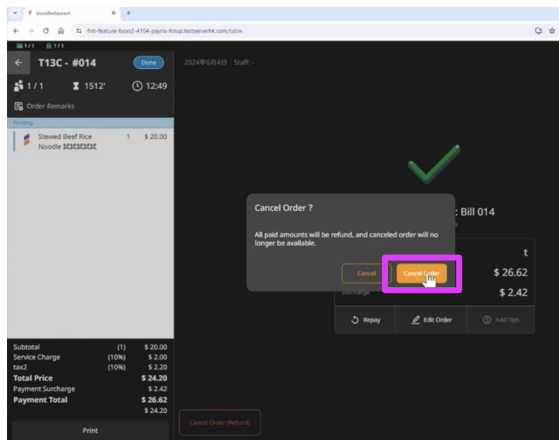 bossRestaurant
fnb-feature-boss2-4104-payrix-folup.testserverhk.com/table
1/1 1/1
T13C - #014 Done
2024年6月4日 Staff: -
1 / 1 1512' 12:49
Order Remarks
Pending
Stewed Beef Rice 1 $ 20.00
Noodle
: Bill 014
Cancel Order ?
All paid amounts will be refund, and canceled order will no
longer be available.
Cancel Cancel Order
t
$ 26.62
Surcharge $ 2.42
Repay Edit Order Add Tips
Subtotal (1) $ 20.00
Service Charge (10%) $ 2.00
tax2 (10%) $ 2.20
Total Price $ 24.20
Payment Surcharge $ 2.42
Payment Total $ 26.62
$ 24.20
Print
Cancel Order (Refund)